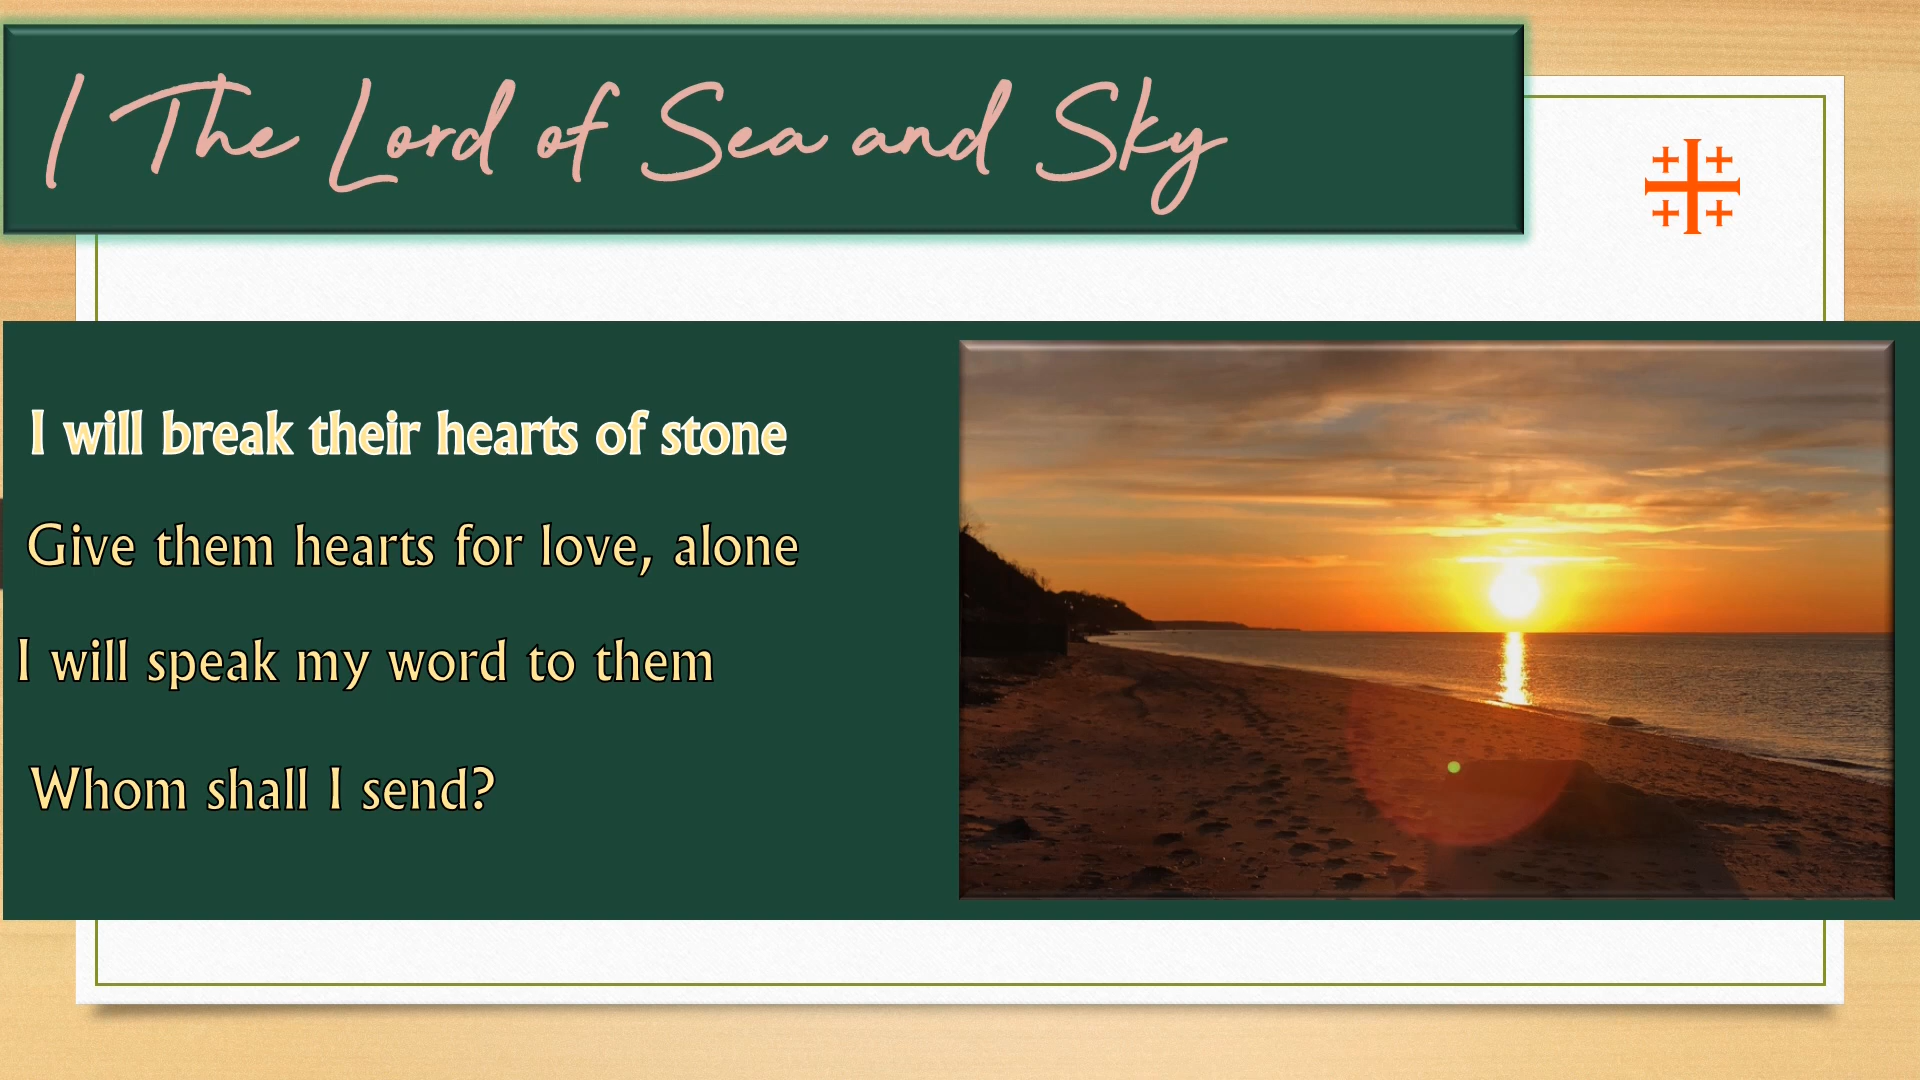 I The Lord of Sea and Sky
I will break their hearts of stone
Give them hearts for love, alone
I will speak my word to them
Whom shall I send?